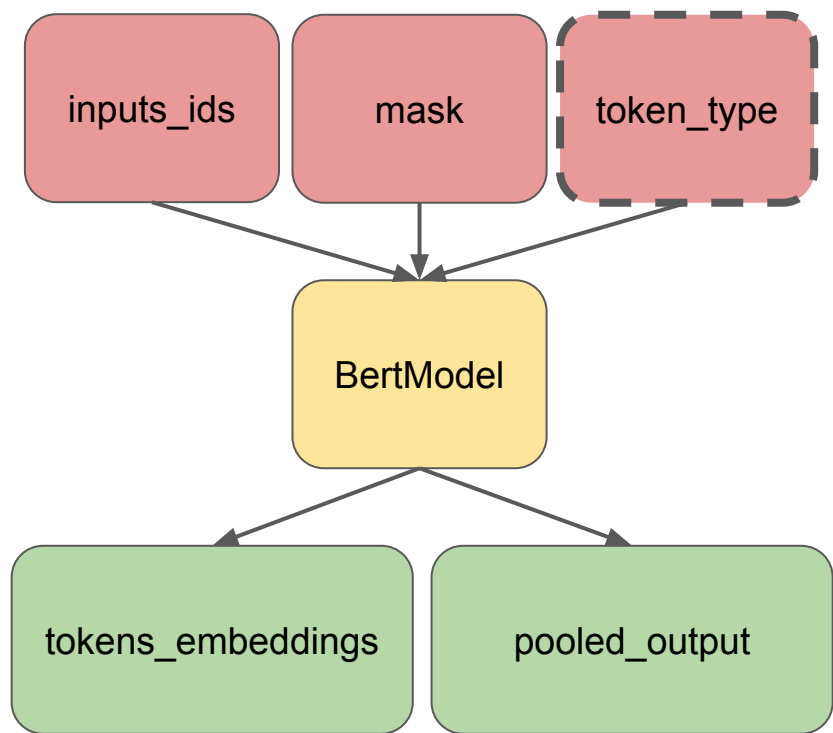 inputs_ids
mask
token_type
BertModel
tokens_embeddings
pooled_output